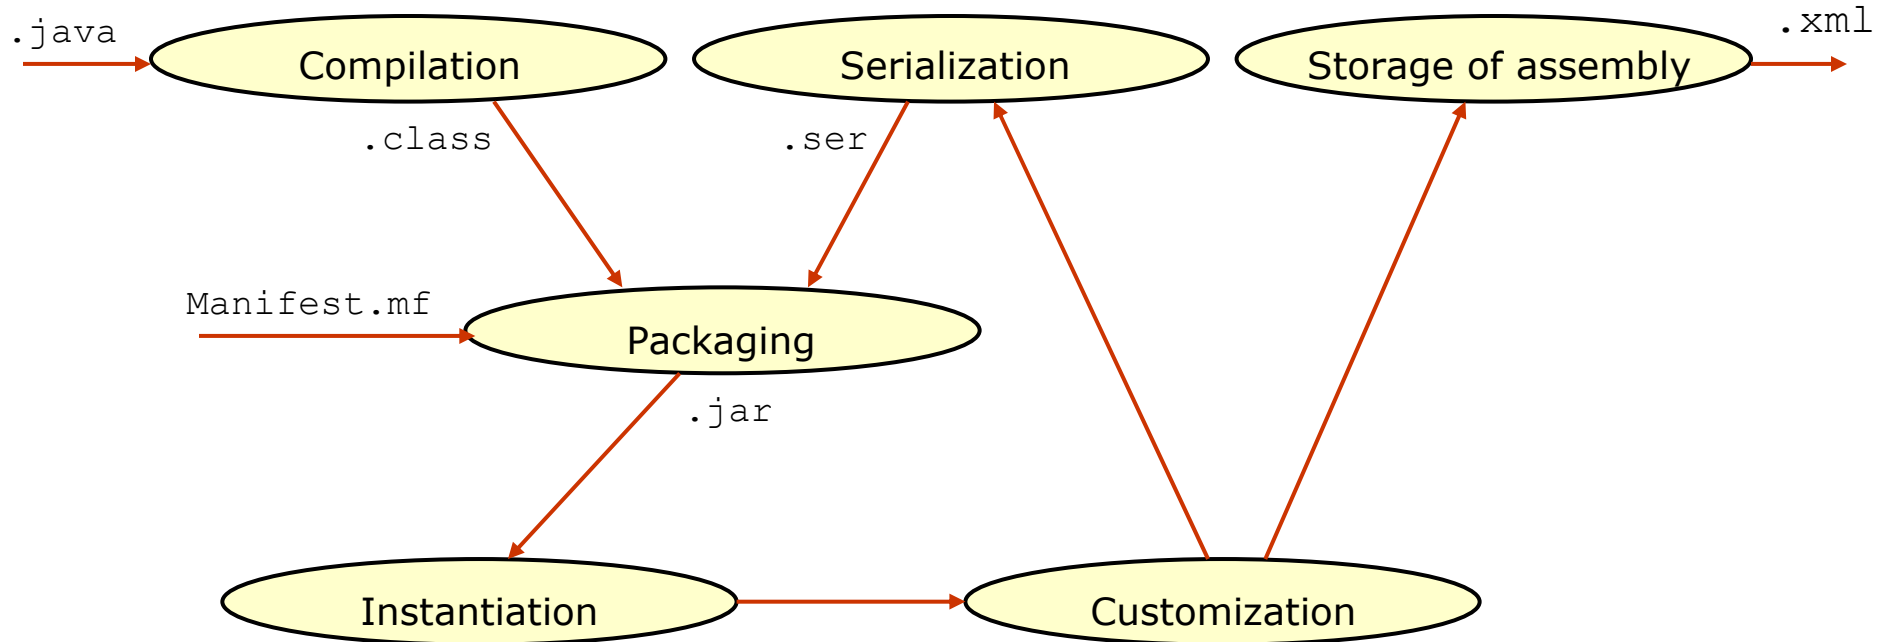 .java
Compilation
Serialization
Storage of assembly
.xml
.class
.ser
Manifest.mf
Packaging
.jar
Instantiation
Customization